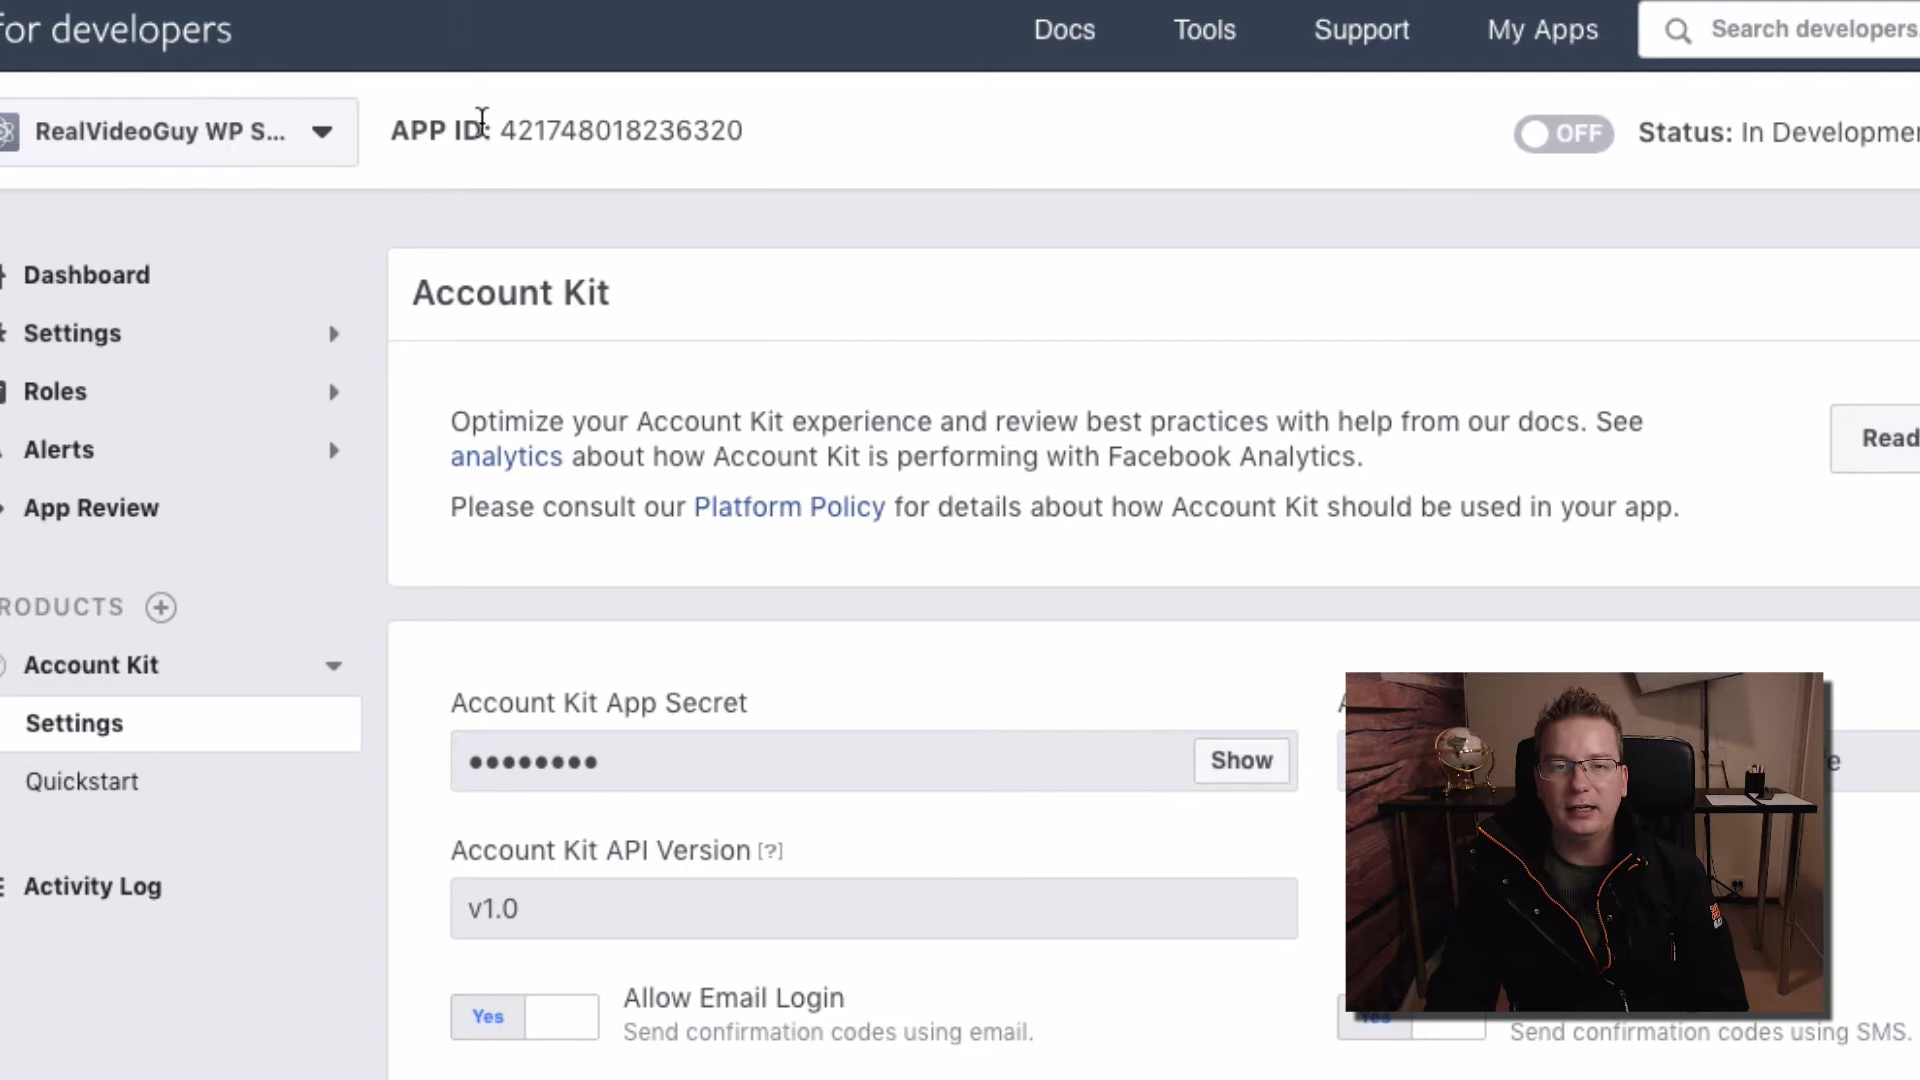 for developers
Docs
Tools
Support
My Apps
Search developers
RealVideoGuy WP S...
APP ID: 421748018236320
OFF
Status: In Developmen
Dashboard
Settings
Roles
Alerts
App Review
RODUCTS
Account Kit
Settings
Quickstart
Activity Log
Account Kit
Optimize your Account Kit experience and review best practices with help from our docs. See
analytics about how Account Kit is performing with Facebook Analytics.
Please consult our Platform Policy for details about how Account Kit should be used in your app.
Read
Account Kit App Secret
••••••••
Show
Account Kit API Version [?]
v1.0
Yes
Allow Email Login
Send confirmation codes using email.
Yes
Send confirmation codes using SMS.